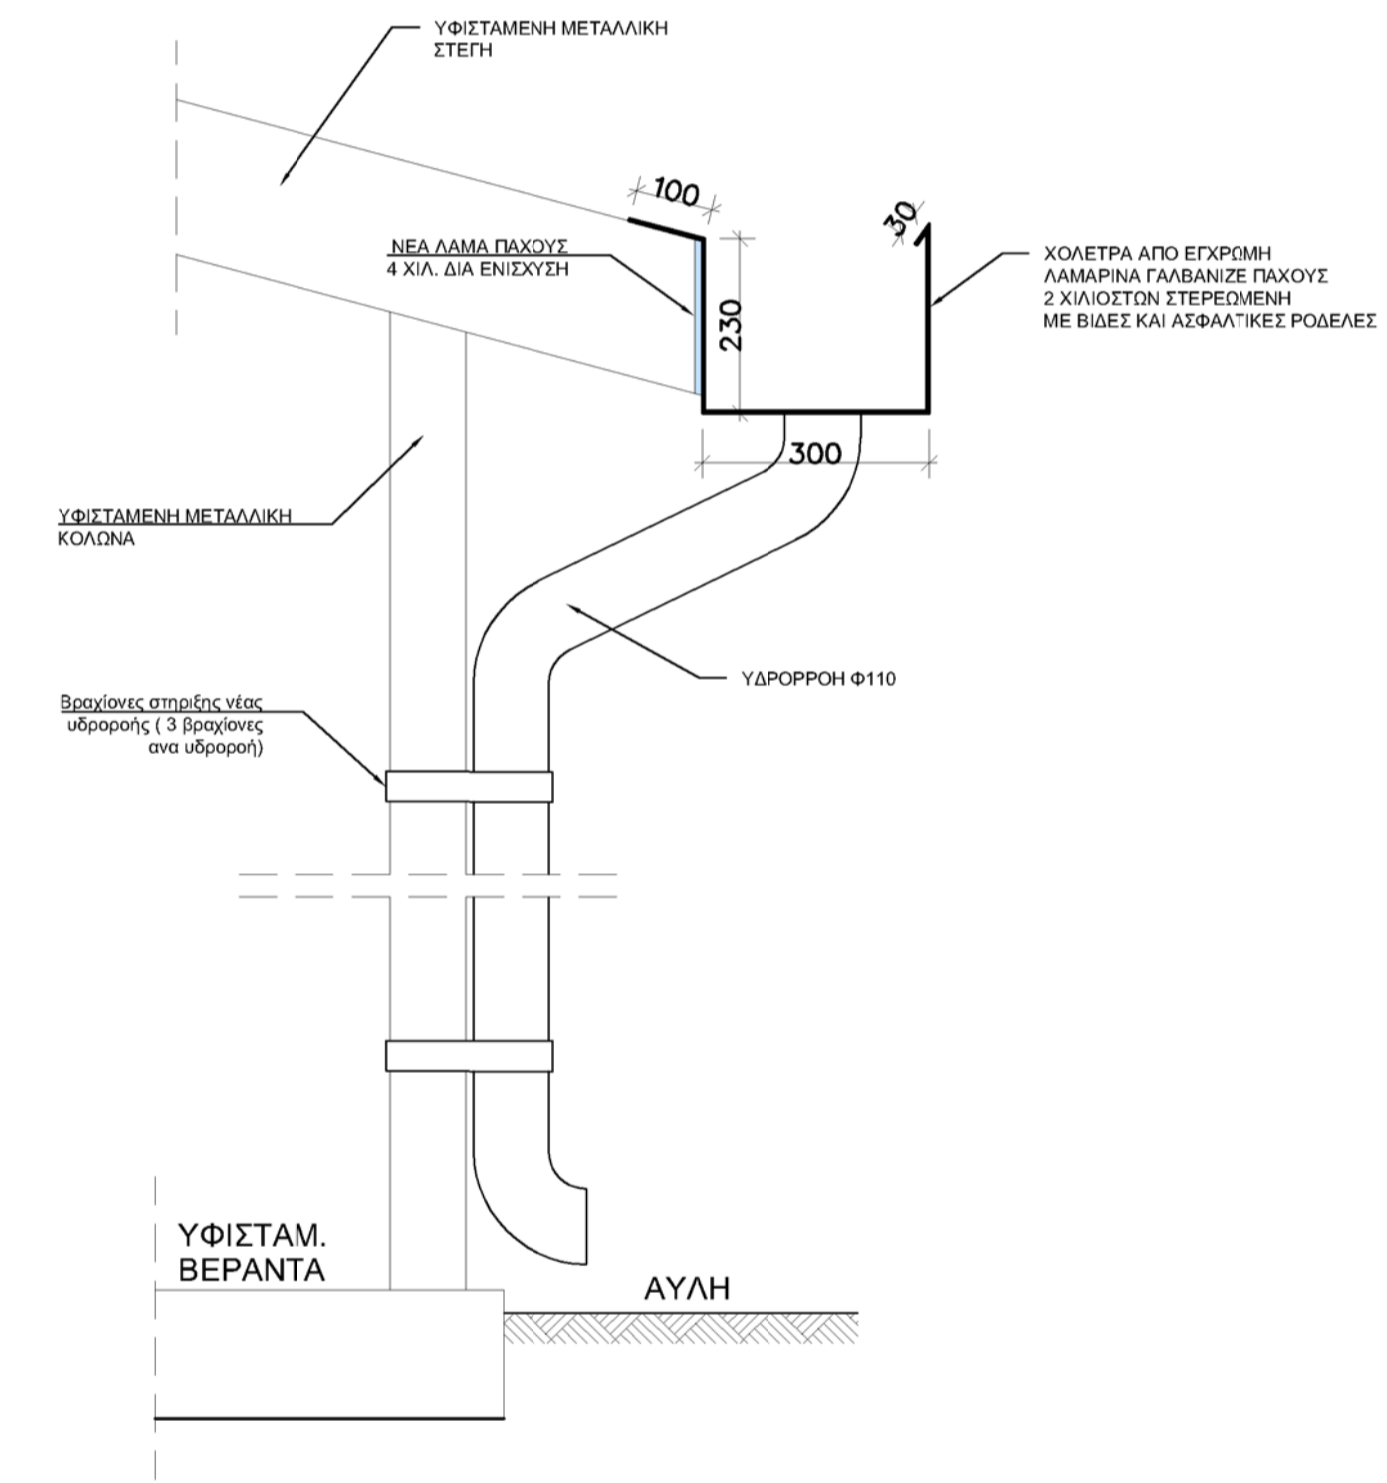 ΥΦΙΣΤΑΜΕΝΗ ΜΕΤΑΛΛΙΚΗ
ΣΤΕΓΗ
100
30
ΝΕΑ ΛΑΜΑ ΠΑΧΟΥΣ
4 ΧΙΛ. ΔΙΑ ΕΝΙΣΧΥΣΗ
230
ΧΟΛΕΤΡΑ ΑΠΟ ΕΓΧΡΩΜΗ
ΛΑΜΑΡΙΝΑ ΓΑΛΒΑΝΙΖΕ ΠΑΧΟΥΣ
2 ΧΙΛΙΟΣΤΩΝ ΣΤΕΡΕΩΜΕΝΗ
ΜΕ ΒΙΔΕΣ ΚΑΙ ΑΣΦΑΛΤΙΚΕΣ ΡΟΔΕΛΕΣ
300
ΥΦΙΣΤΑΜΕΝΗ ΜΕΤΑΛΛΙΚΗ
ΚΟΛΩΝΑ
ΥΔΡΟΡΡΟΗ Φ110
Βραχίονες στηριξης νέας
υδροροής ( 3 βραχίονες
ανα υδροροή)
ΥΦΙΣΤΑΜ.
ΒΕΡΑΝΤΑ
ΑΥΛΗ